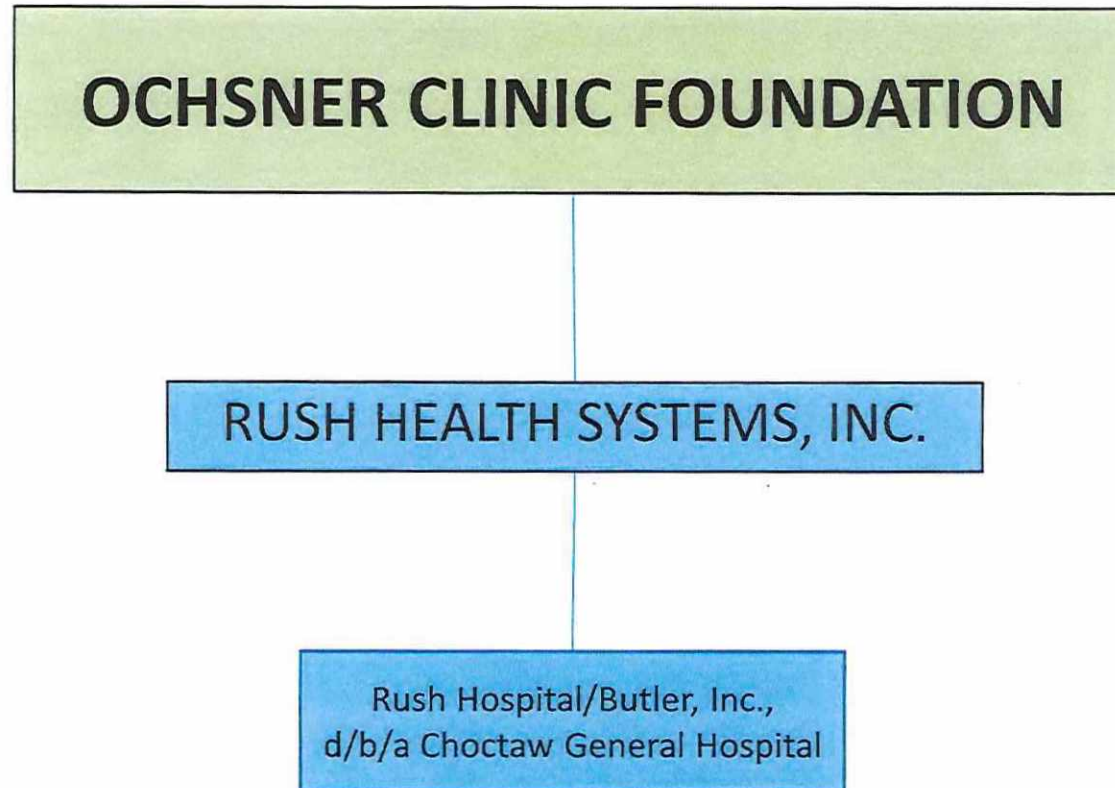 OCHSNER CLINIC FOUNDATION
RUSH HEALTH SYSTEMS, INC.
Rush Hospital/Butler, Inc.,
d/b/a Choctaw General Hospital